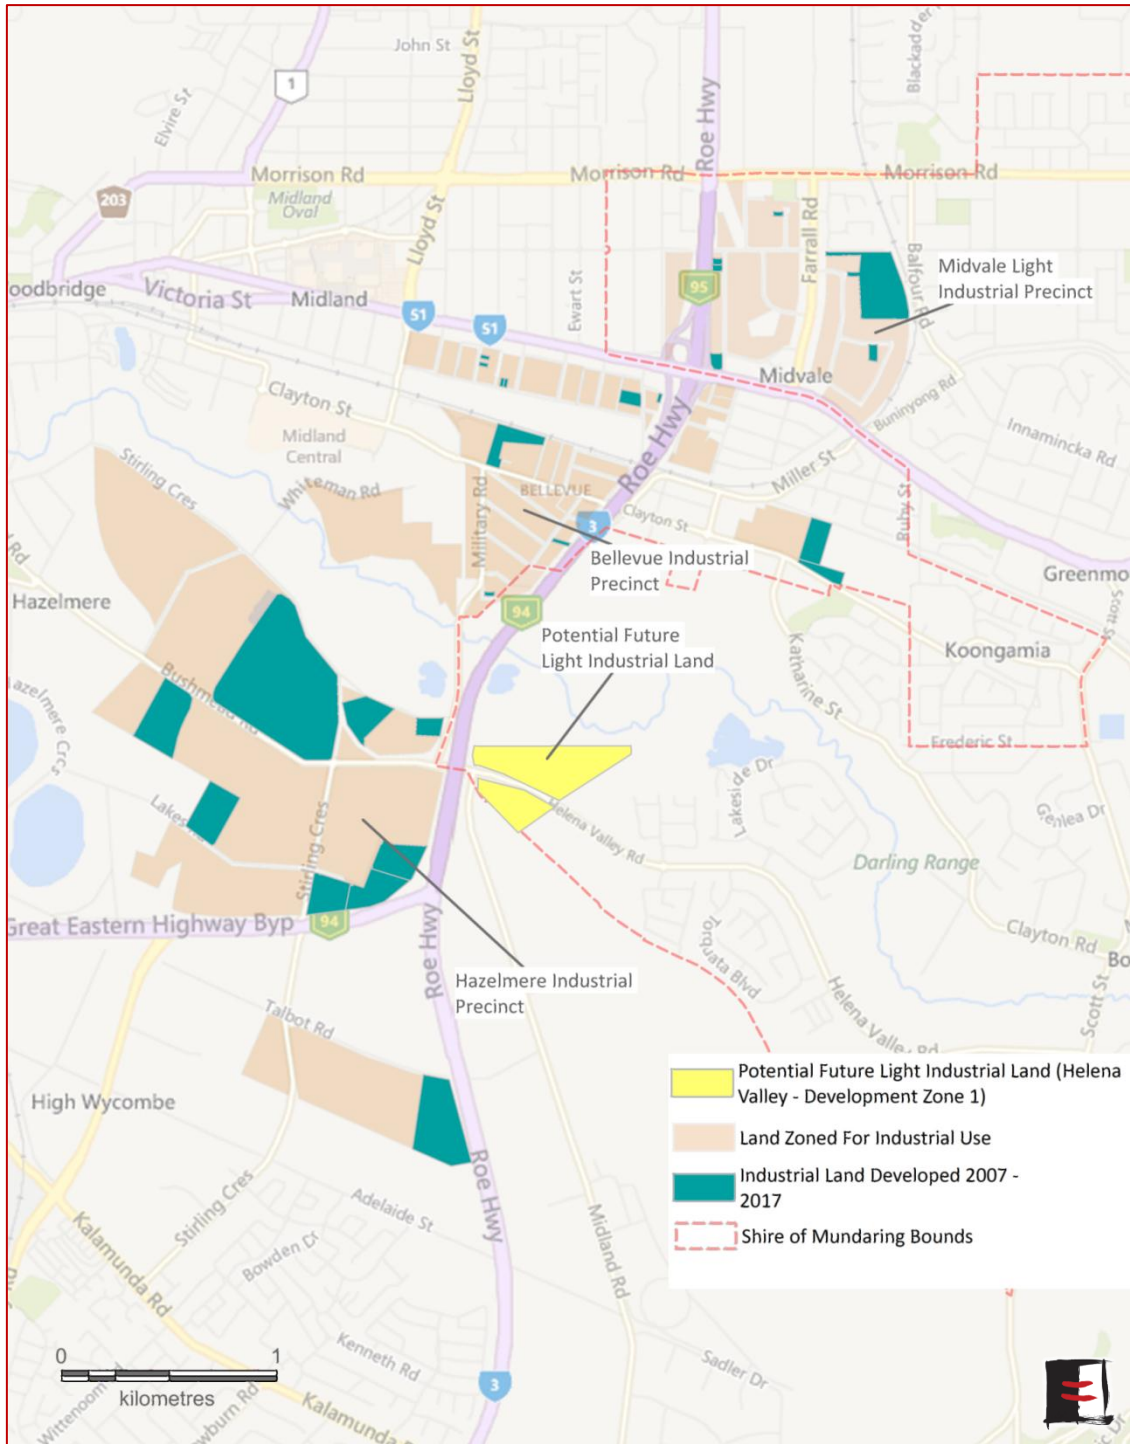 John St
Lloyd St
Roe Hwy
1
Elvire St
Morrison Rd
Morrison Rd
Morrison Rd
203
Midland
Oval
Lloyd St
Farrall Rd
Balfour Rd
Midvale Light
Industrial Precinct
oodbridge
Victoria St
Midland
51
51
Ewart St
95
Midvale
Buninyong Rd
Clayton St
Midland
Central
Innamincka Rd
Stirling Cres
Whiteman Rd
Military Rd
BELLEVUE
Roe Hwy
Miller St
Ruby St
3
Clayton St
Bellevue Industrial
Precinct
Greenmo
Scott St
Hazelmere
94
Potential Future
Light Industrial Land
Koongamia
Katharine St
Frederic St
Bushmead Rd
Lakeside Dr
Helena Valley Rd
Darling Range
Stirling Cres
Great Eastern Highway Byp
94
Roe Hwy
Torquata Blvd
Clayton Rd
Bo
Scott St
Helena Valley Rd
Hazelmere Industrial
Precinct
Talbot Rd
High Wycombe
Potential Future Light Industrial Land (Helena
Valley - Development Zone 1)
Land Zoned For Industrial Use
Industrial Land Developed 2007 -
2017
Shire of Mundaring Bounds
Roe Hwy
Stirling Cres
Adelaide St
Bowden Dr
Midland Rd
Kalamunda Rd
Kenneth Rd
Sadler Dr
0 1
kilometres
3
Kalamunda Rd